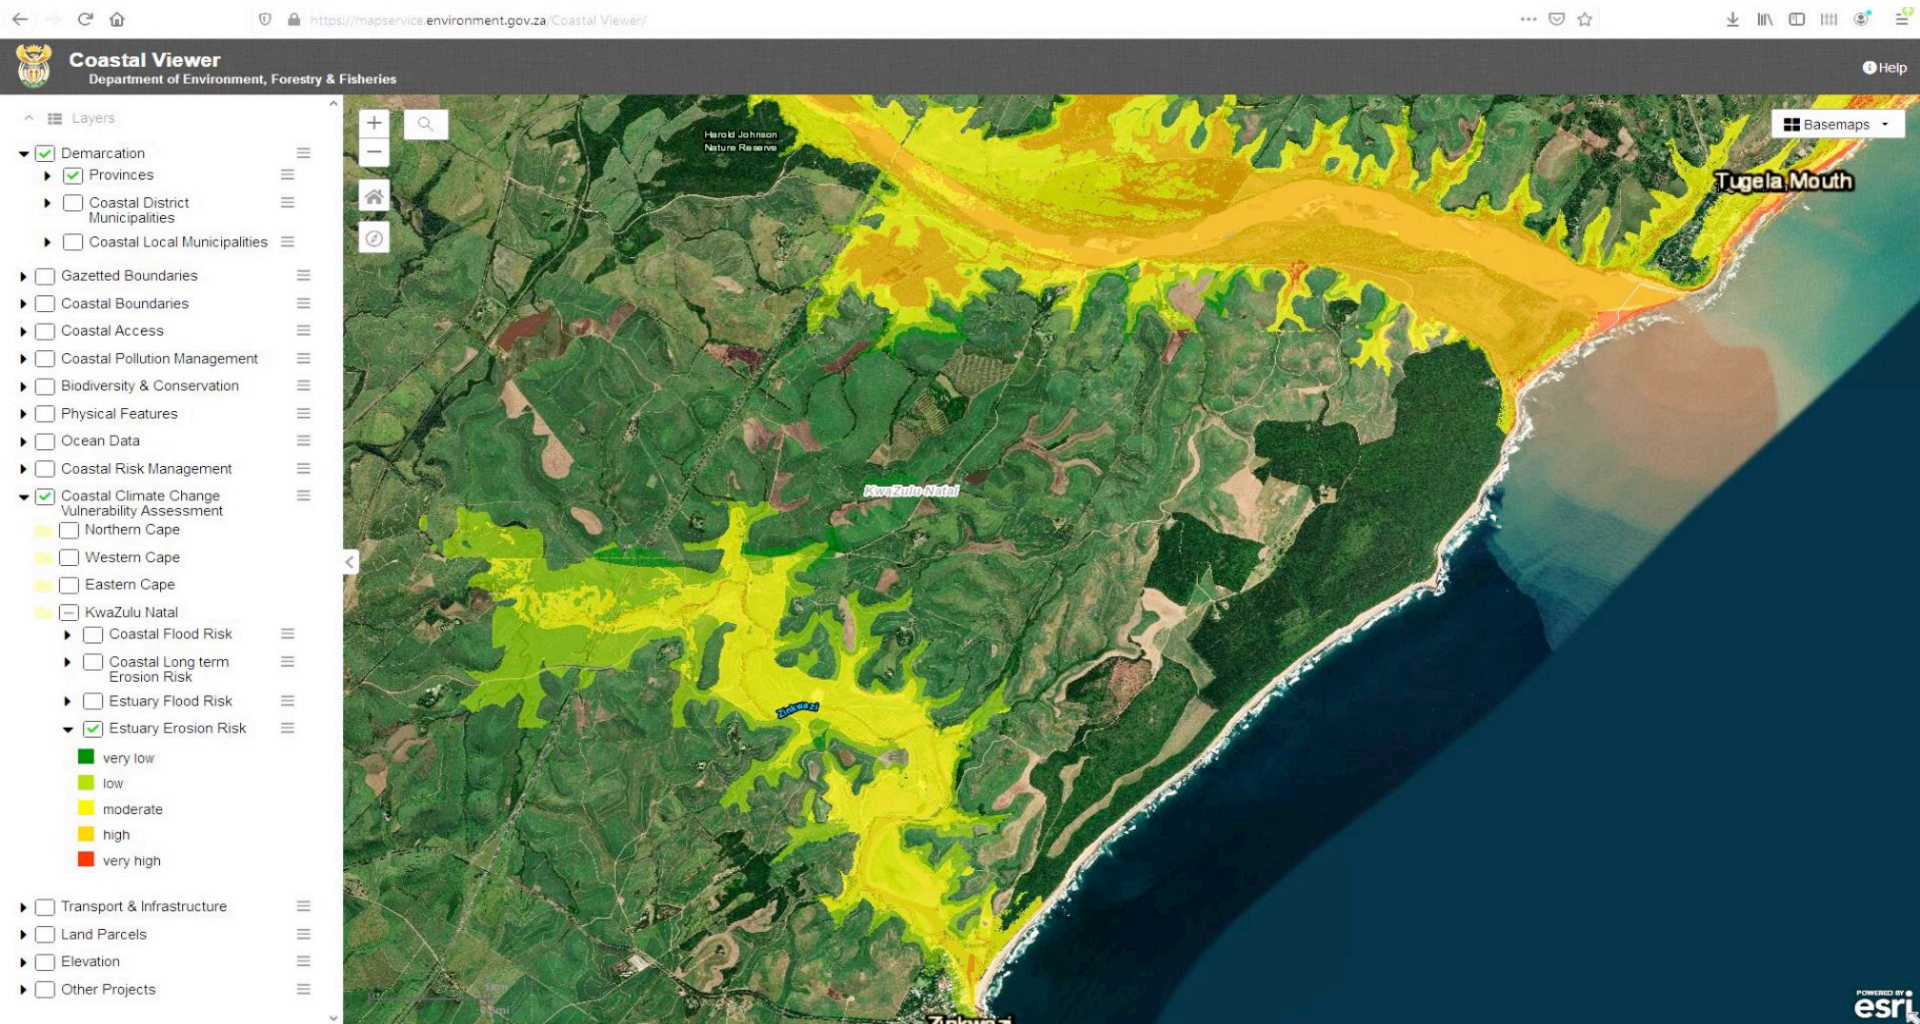 https://mapservice.environment.gov.za/Coastal Viewer/
Coastal Viewer
Department of Environment, Forestry & Fisheries
Help
Layers
Demarcation
Provinces
Coastal District
Municipalities
Coastal Local Municipalities
Gazetted Boundaries
Coastal Boundaries
Coastal Access
Coastal Pollution Management
Biodiversity & Conservation
Physical Features
Ocean Data
Coastal Risk Management
Coastal Climate Change
Vulnerability Assessment
Northern Cape
Western Cape
Eastern Cape
KwaZulu Natal
Coastal Flood Risk
Coastal Long term
Erosion Risk
Estuary Flood Risk
Estuary Erosion Risk
very low
low
moderate
high
very high
Transport & Infrastructure
Land Parcels
Elevation
Other Projects
Harold Johnson
Nature Reserve
Basemaps
Tugela Mouth
KwaZulu-Natal
Zinkwazi
Zinkwazi
POWERED BY
esri